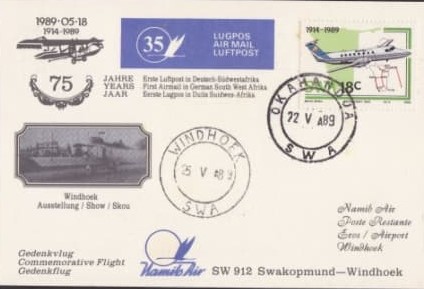 1989-05-18
1914-1989
35
LUGPOS
AIR MAIL
LUFTPOST
1914-1989
18c
75
JAHRE
YEARS
JAAR
Erste Luftpost in Deutsch-Südwestafrika
First Airmail in German South West Africa
Eerste Lugpos in Duits Suidwes-Afrika
OKAHANDJA
22 V A89
SWA
WINDHOEK
25 V A89
SWA
Windhoek
Ausstellung / Show / Skou
Namib Air
Poste Restante
Eros / Airport
Windhoek
Gedenkvlug
Commemorative Flight
Gedenkflug
Namib Air
SW 912 Swakopmund—Windhoek